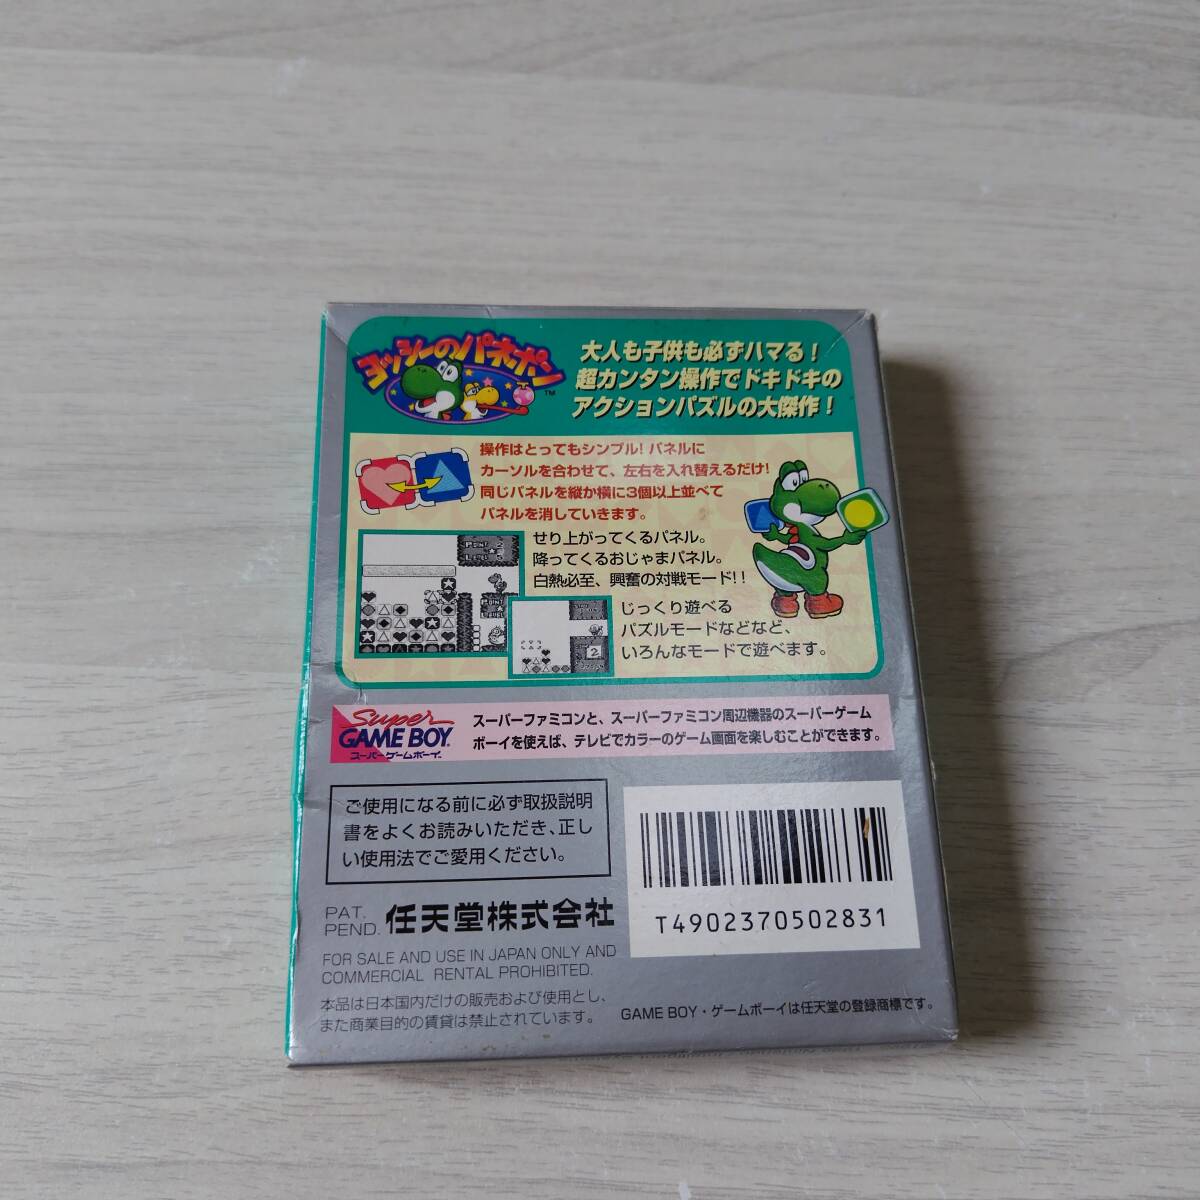 ヨッシーのパネポン
TM
大人も子供も必ずハマる!
超カンタン操作でドキドキの
アクションパズルの大傑作!
操作はとってもシンプル! パネルに
カーソルを合わせて、左右を入れ替えるだけ!
同じパネルを縦か横に3個以上並べて
パネルを消していきます。
せり上がってくるパネル。
降ってくるおじゃまパネル。
白熱必至、興奮の対戦モード!!
じっくり遊べる
パズルモードなどなど、
いろんなモードで遊べます。
Super
GAME BOY
スーパーゲームボーイ
スーパーファミコンと、スーパーファミコン周辺機器のスーパーゲーム
ボーイを使えば、テレビでカラーのゲーム画面を楽しむことができます。
ご使用になる前に必ず取扱説明
書をよくお読みいただき、正し
い使用法でご愛用ください。
T4902370502831
PAT.
PEND. 任天堂株式会社
FOR SALE AND USE IN JAPAN ONLY AND
COMMERCIAL RENTAL PROHIBITED.
本品は日本国内だけの販売および使用とし、
また商業目的の賃貸は禁止されています。
GAME BOY・ゲームボーイは任天堂の登録商標です。